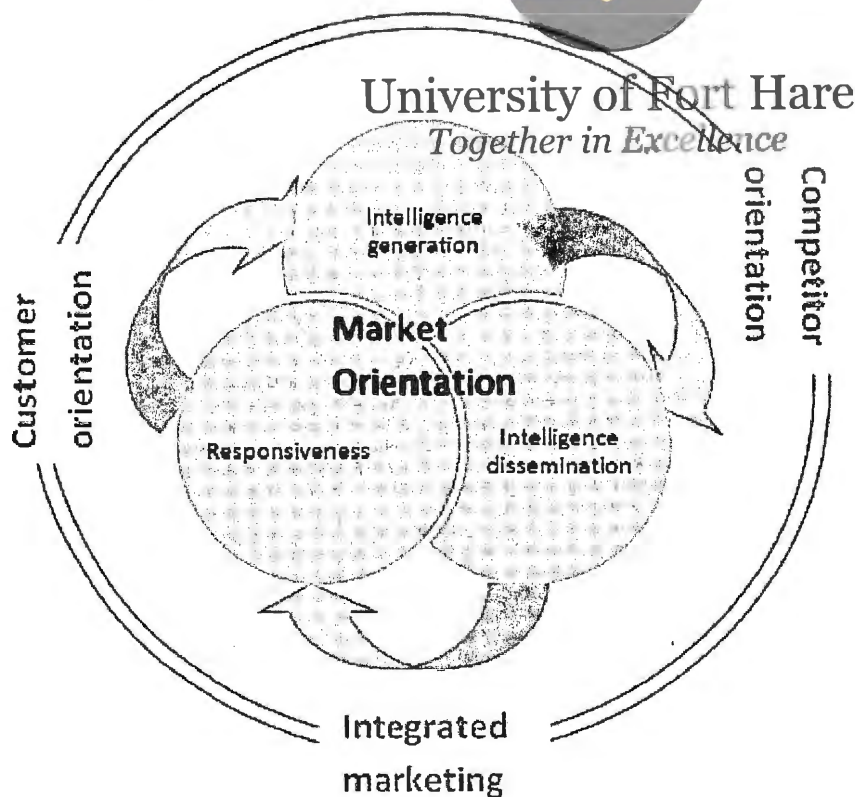 University of Fort Hare
Together in Excellence
Intelligence
generation
Competitor
orientation
Customer
orientation
Market
Orientation
Responsiveness
Intelligence
dissemination
Integrated
marketing